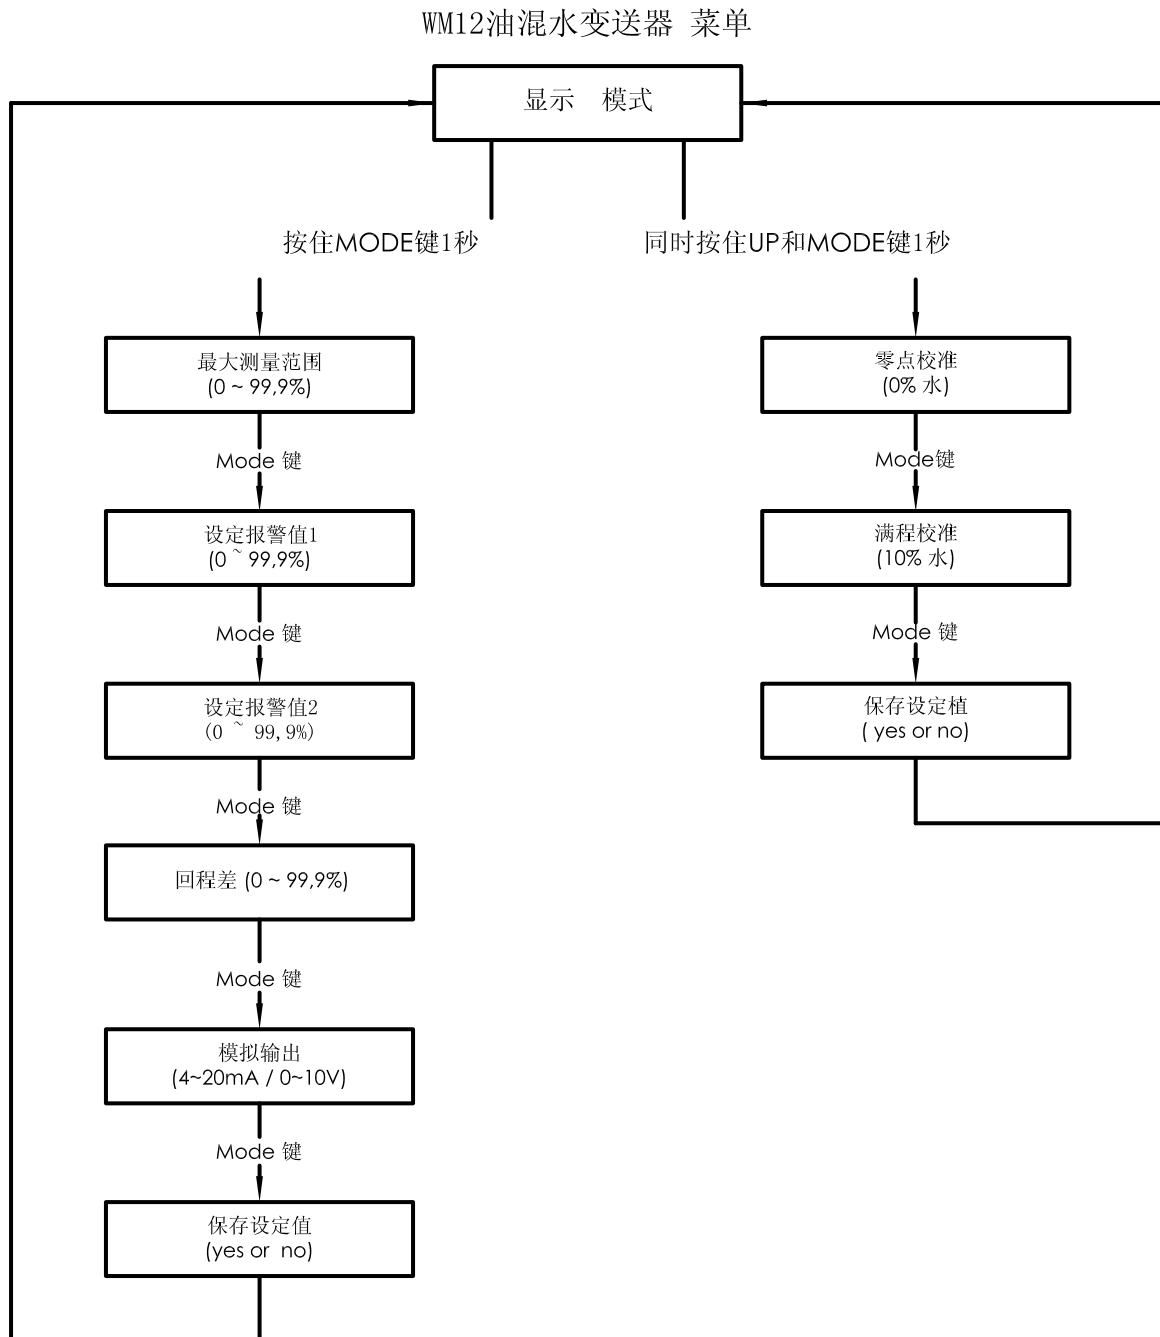 WM12油混水变送器 菜单
显示 模式
按住MODE键1秒
同时按住UP和MODE键1秒
最大测量范围
(0 ~ 99,9%)
Mode 键
设定报警值1
(0 ~ 99,9%)
Mode 键
设定报警值2
(0 ~ 99,9%)
Mode 键
回程差 (0 ~ 99,9%)
Mode 键
模拟输出
(4~20mA / 0~10V)
Mode 键
保存设定值
(yes or no)
零点校准
(0% 水)
Mode键
满程校准
(10% 水)
Mode 键
保存设定植
( yes or no)